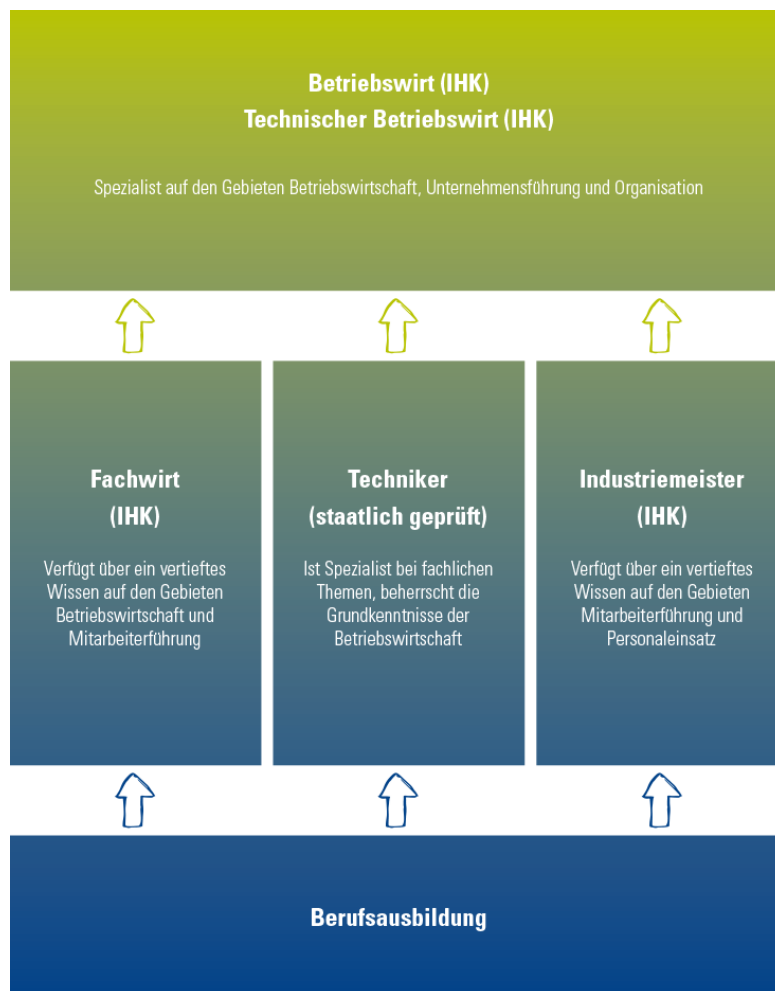 Betriebswirt (IHK)
Technischer Betriebswirt (IHK)
Spezialist auf den Gebieten Betriebswirtschaft, Unternehmensführung und Organisation
Fachwirt
(IHK)
Verfügt über ein vertieftes
Wissen auf den Gebieten
Betriebswirtschaft und
Mitarbeiterführung
Techniker
(staatlich geprüft)
Ist Spezialist bei fachlichen
Themen, beherrscht die
Grundkenntnisse der
Betriebswirtschaft
Industriemeister
(IHK)
Verfügt über ein vertieftes
Wissen auf den Gebieten
Mitarbeiterführung und
Personaleinsatz
Berufsausbildung